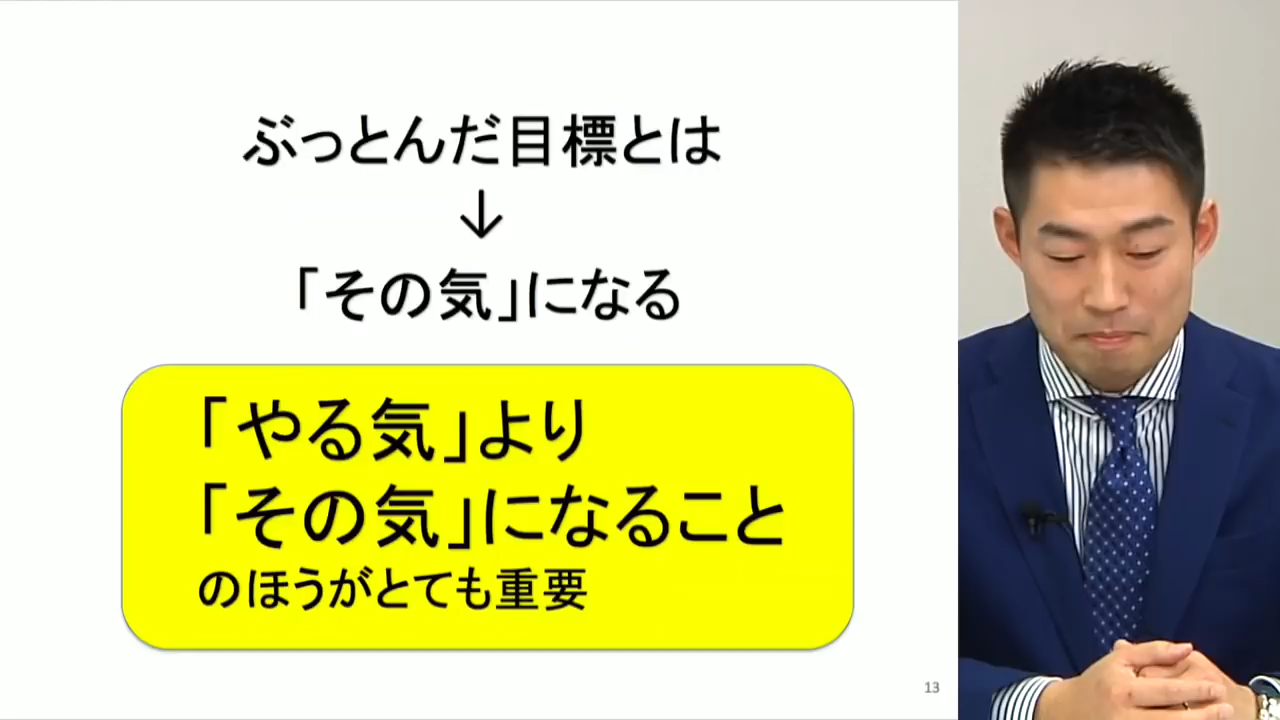 ぶっとんだ目標とは
↓
「その気」になる
「やる気」より
「その気」になること
のほうがとても重要
13